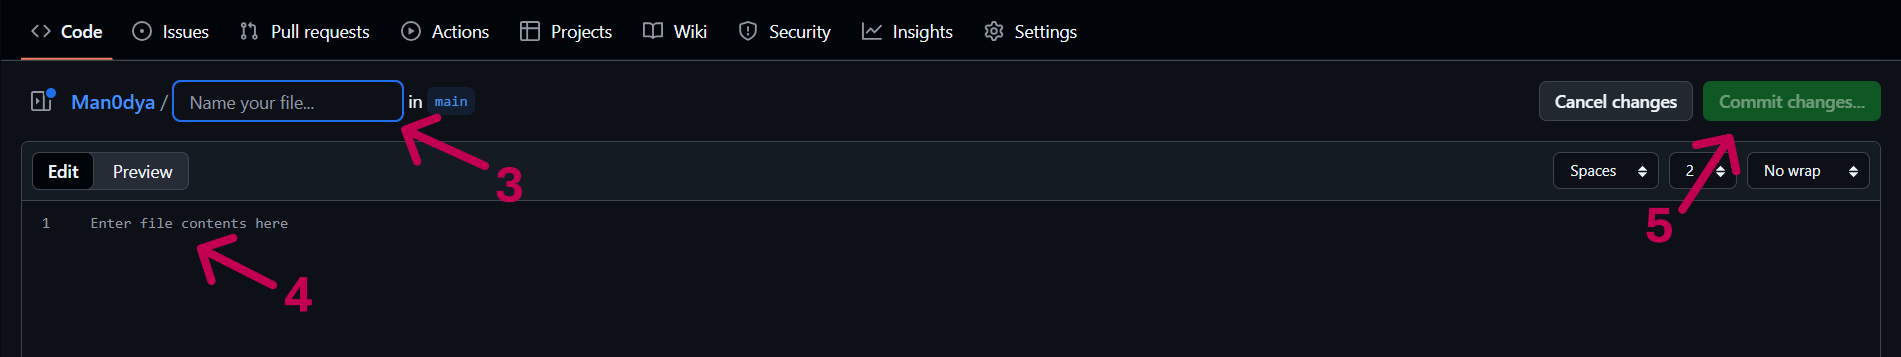 Code Issues Pull requests Actions Projects Wiki Security Insights Settings
Man0dya / Name your file... in main Cancel changes Commit changes...
3
Edit Preview Spaces 2 No wrap
5
1 Enter file contents here
4